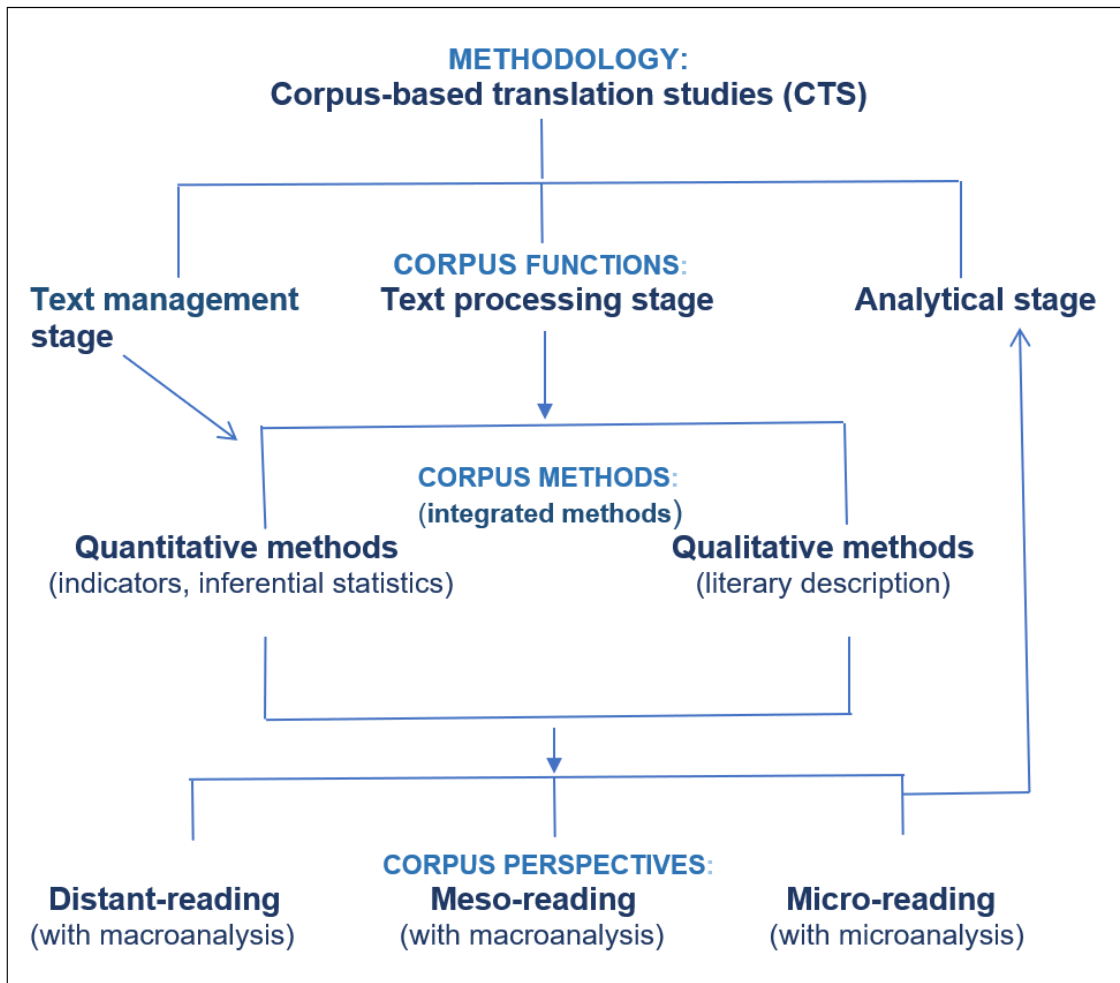 METHODOLOGY:
Corpus-based translation studies (CTS)
CORPUS FUNCTIONS:
Text management
stage
Text processing stage
Analytical stage
CORPUS METHODS:
(integrated methods)
Quantitative methods
(indicators, inferential statistics)
Qualitative methods
(literary description)
CORPUS PERSPECTIVES:
Distant-reading
(with macroanalysis)
Meso-reading
(with macroanalysis)
Micro-reading
(with microanalysis)